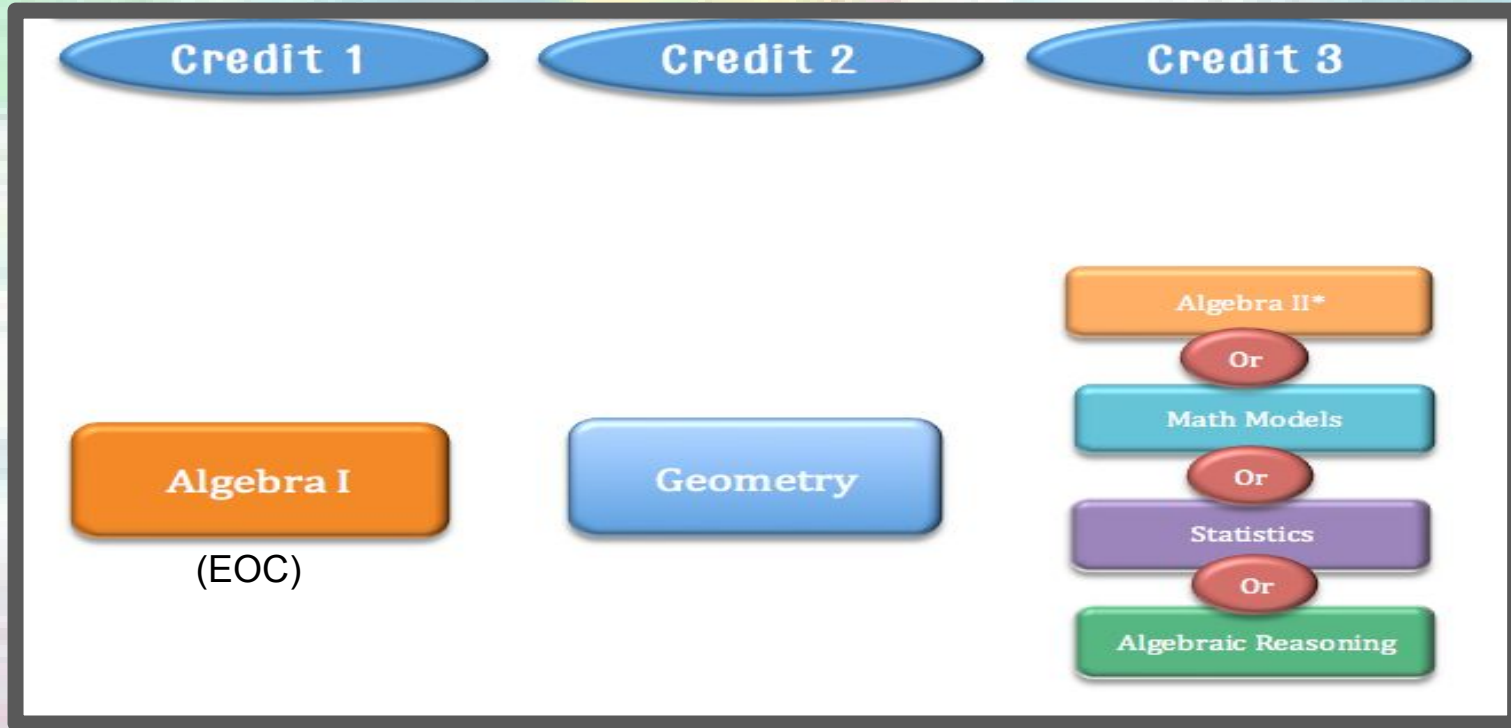 Credit 1
Credit 2
Credit 3
Algebra I
(EOC)
Geometry
Algebra II*
Or
Math Models
Or
Statistics
Or
Algebraic Reasoning